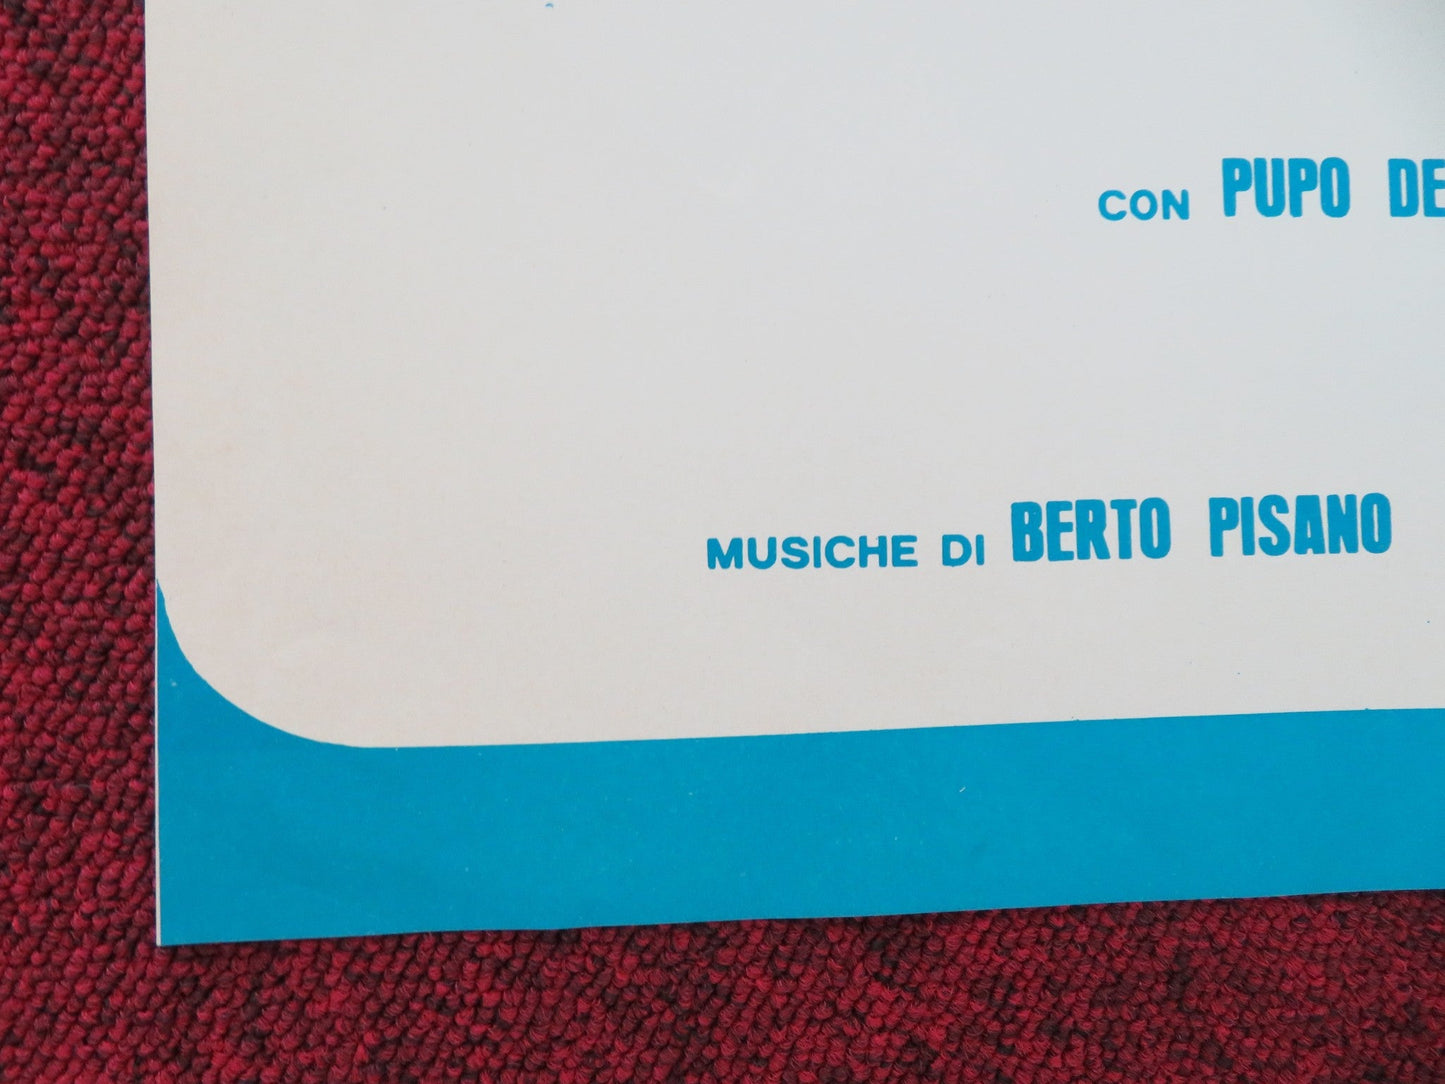 CON PUPO DE
MUSICHE DI BERTO PISANO